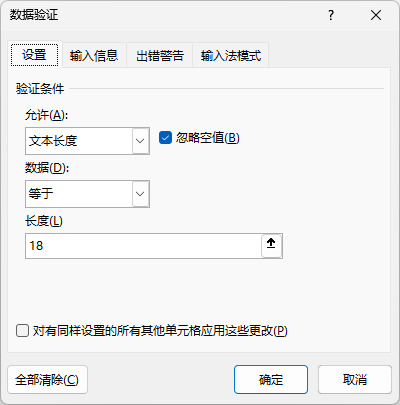 数据验证
?
设置 输入信息 出错警告 输入法模式
验证条件
允许(A):
文本长度 忽略空值(B)
数据(D):
等于
长度(L)
18
对有同样设置的所有其他单元格应用这些更改(P)
全部清除(C) 确定 取消